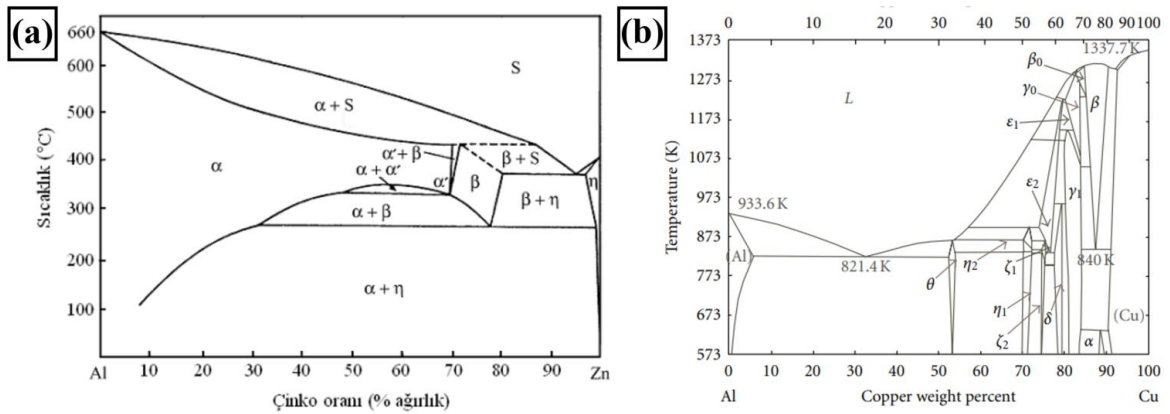 (a)
660
600
500
400
300
200
100
Sıcaklık (°C)
S
α + S
α
α'+ β
α + α'
α'
β
β + S
η
α + β
β + η
α + η
Al 10 20 30 40 50 60 70 80 90 Zn
Çinko oranı (% ağırlık)
(b)
0 10 20 30 40 50 60 70 80 90 100
1373
1273
1173
1073
973
873
773
673
573
Temperature (K)
1337.7 K
L
β0
γ0
β
ε1
ε2
γ1
933.6 K
(Al)
821.4 K
θ
η2
ζ1
840 K
η1
ζ2
δ
(Cu)
α
0 10 20 30 40 50 60 70 80 90 100
Al Copper weight percent Cu